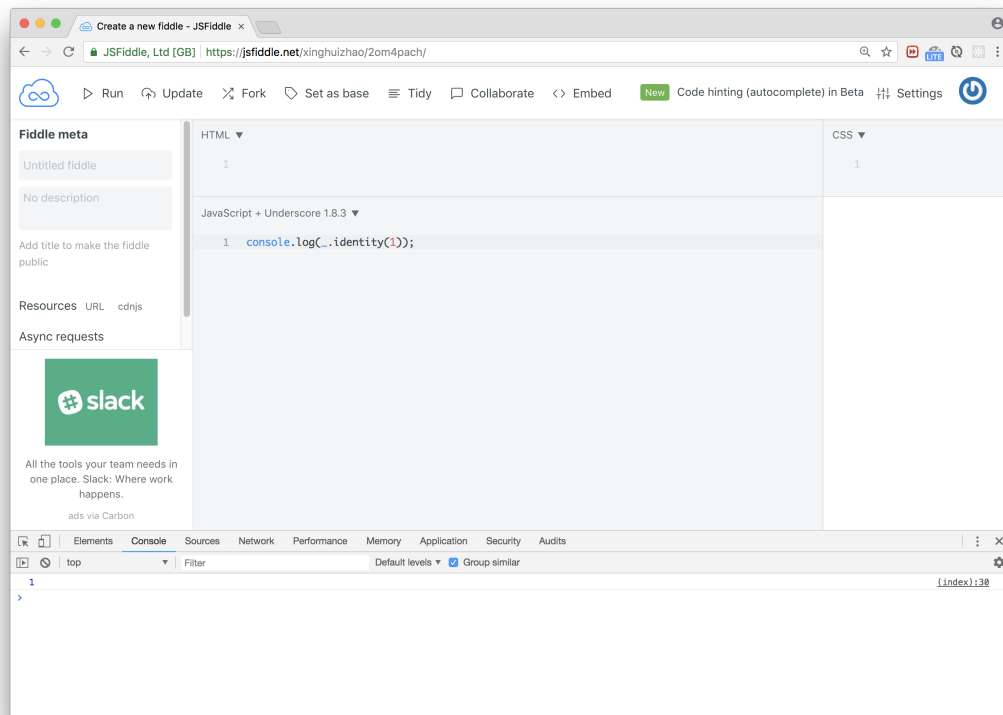 Create a new fiddle - JSFiddle ×
JSFiddle, Ltd [GB] | https://jsfiddle.net/xinghuizhao/2om4pach/
LITE
Run Update Fork Set as base Tidy Collaborate Embed New Code hinting (autocomplete) in Beta Settings
Fiddle meta
Untitled fiddle
No description
Add title to make the fiddle
public
Resources URL cdnjs
Async requests
slack
All the tools your team needs in
one place. Slack: Where work
happens.
ads via Carbon
HTML ▼
1
JavaScript + Underscore 1.8.3 ▼
1 console.log(_.identity(1));
CSS ▼
1
Elements Console Sources Network Performance Memory Application Security Audits
top ▼ Filter Default levels ▼ Group similar
1 (index):30
>